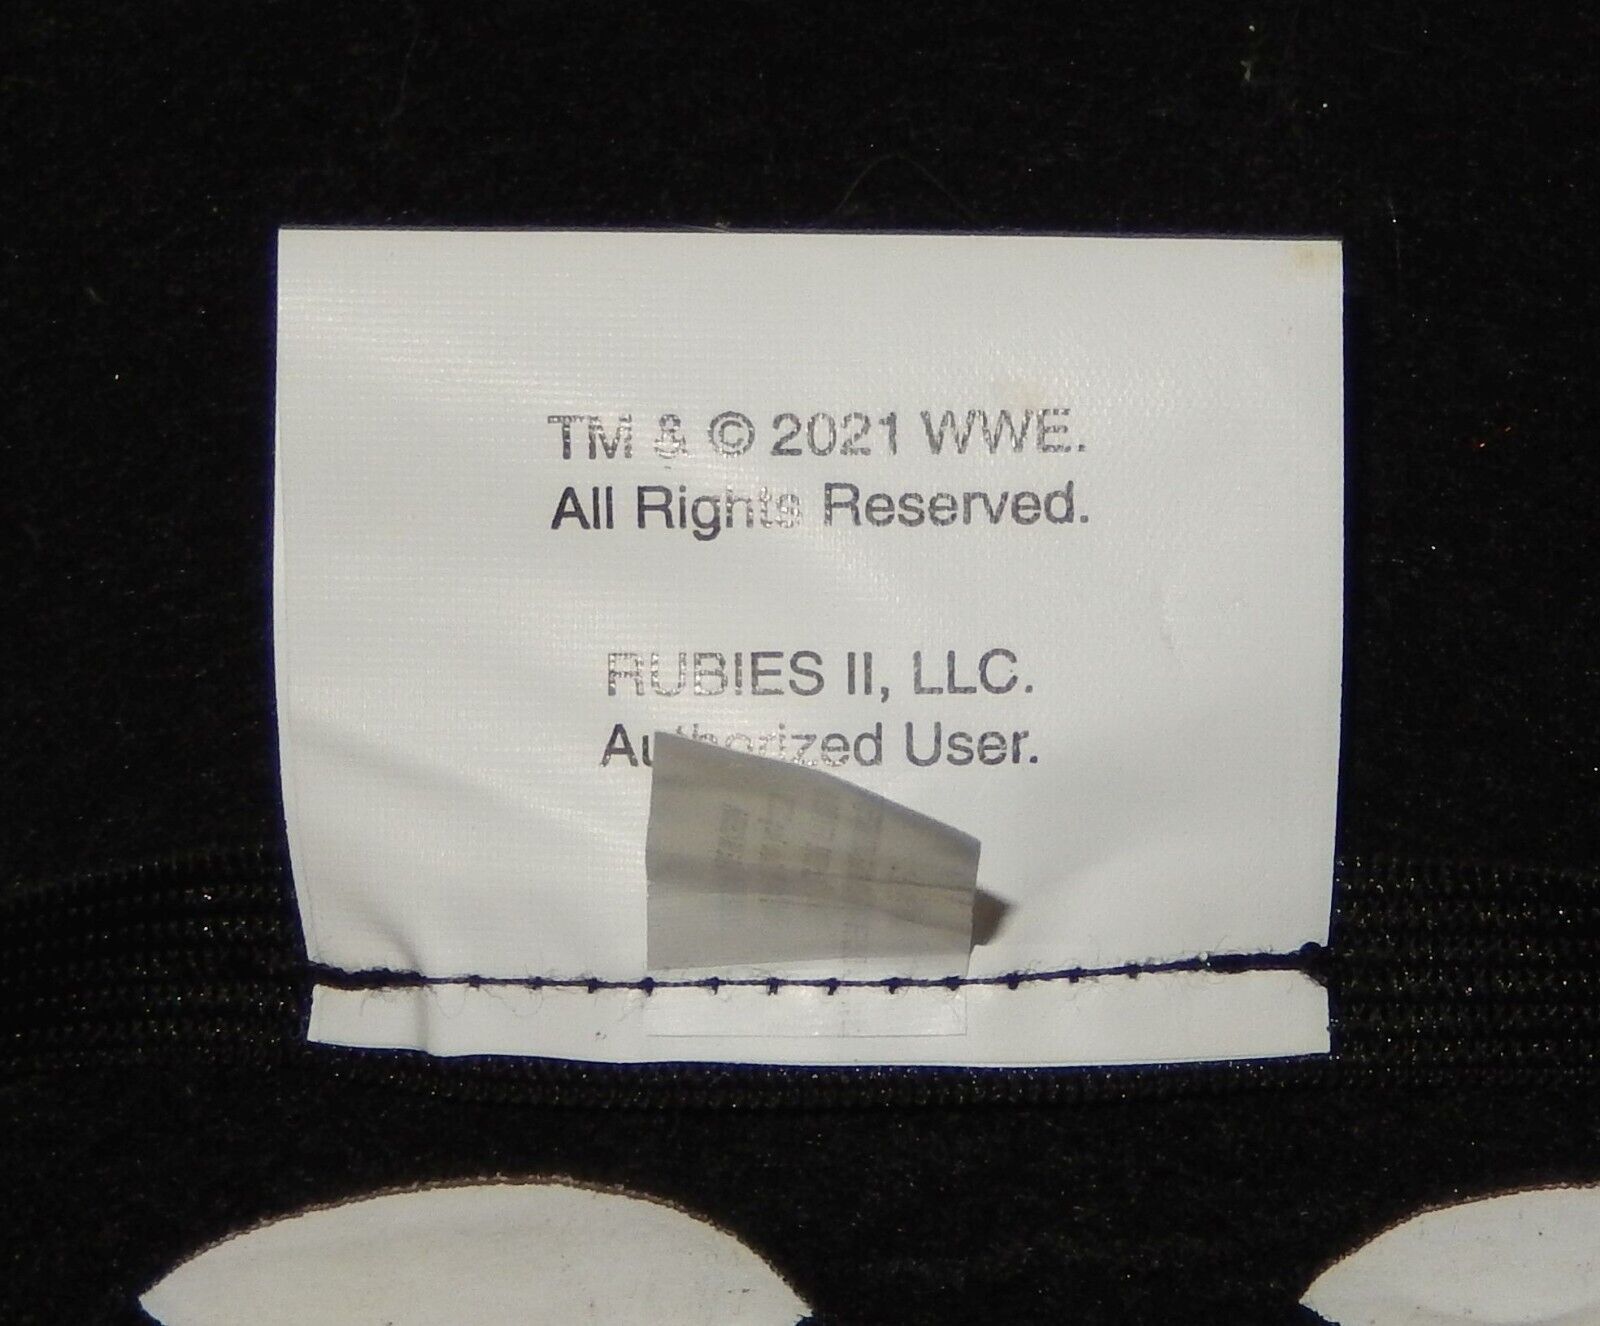 TM & © 2021 WWE.
All Rights Reserved.
RUBIES II, LLC.
Authorized User.